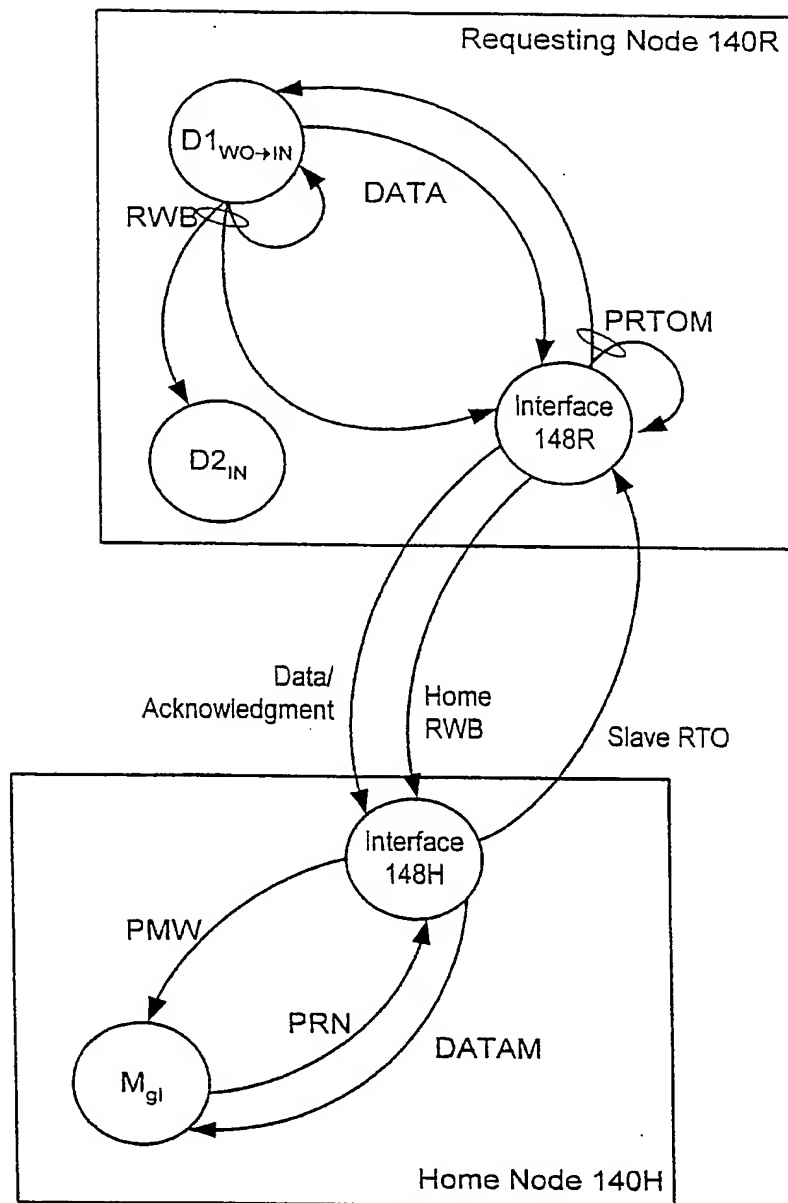 Requesting Node 140R
D1WO→IN
RWB
DATA
PRTOM
Interface
148R
D2IN
Data/
Acknowledgment
Home
RWB
Slave RTO
Interface
148H
PMW
PRN
DATAM
Mgl
Home Node 140H